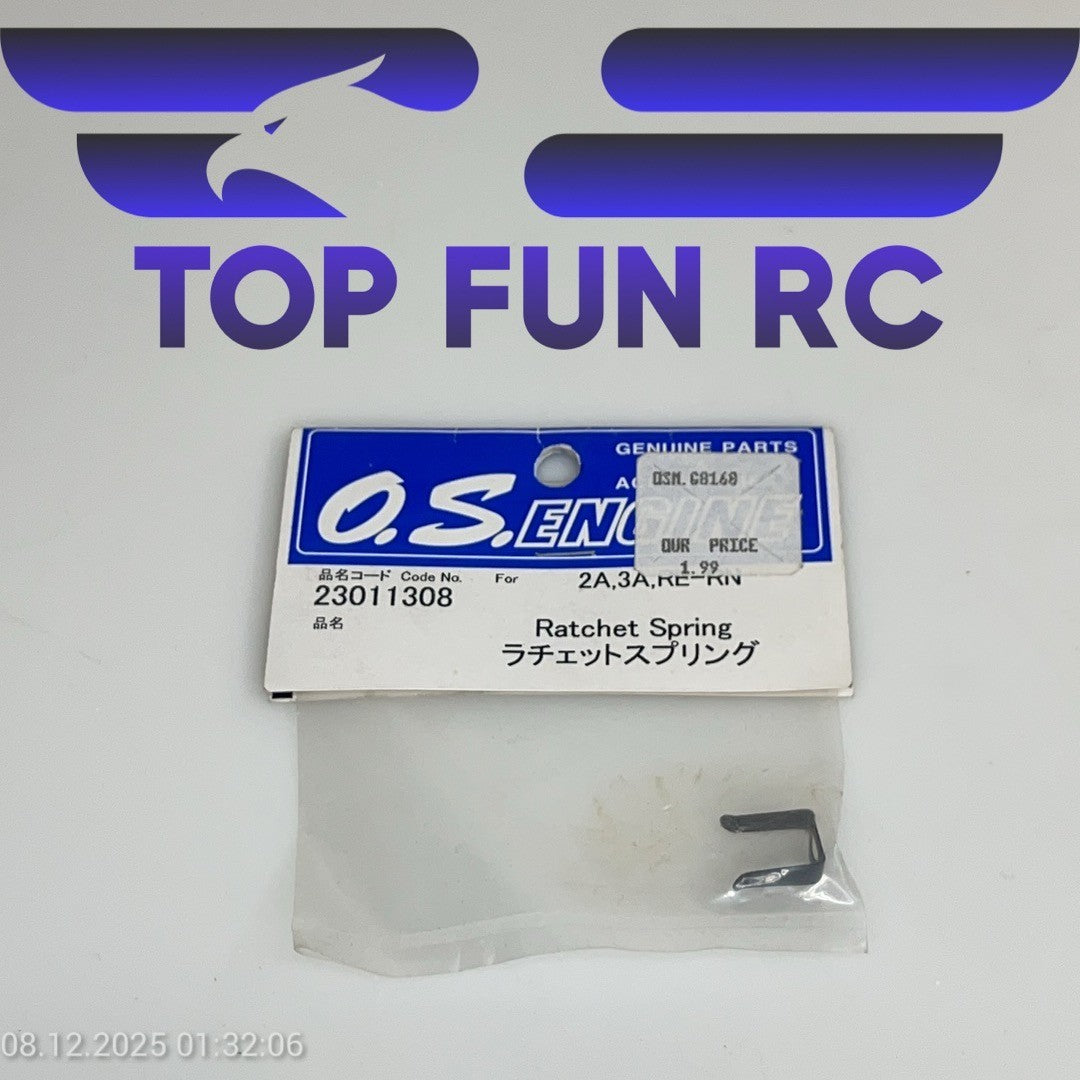 TOP FUN RC
GENUINE PARTS
O.S.ENGINE
OSM.G8160
OUR PRICE
1.99
品名コード Code No. For 2A,3A,RE-RN
23011308
品名
Ratchet Spring
ラチェットスプリング
08.12.2025 01:32:06